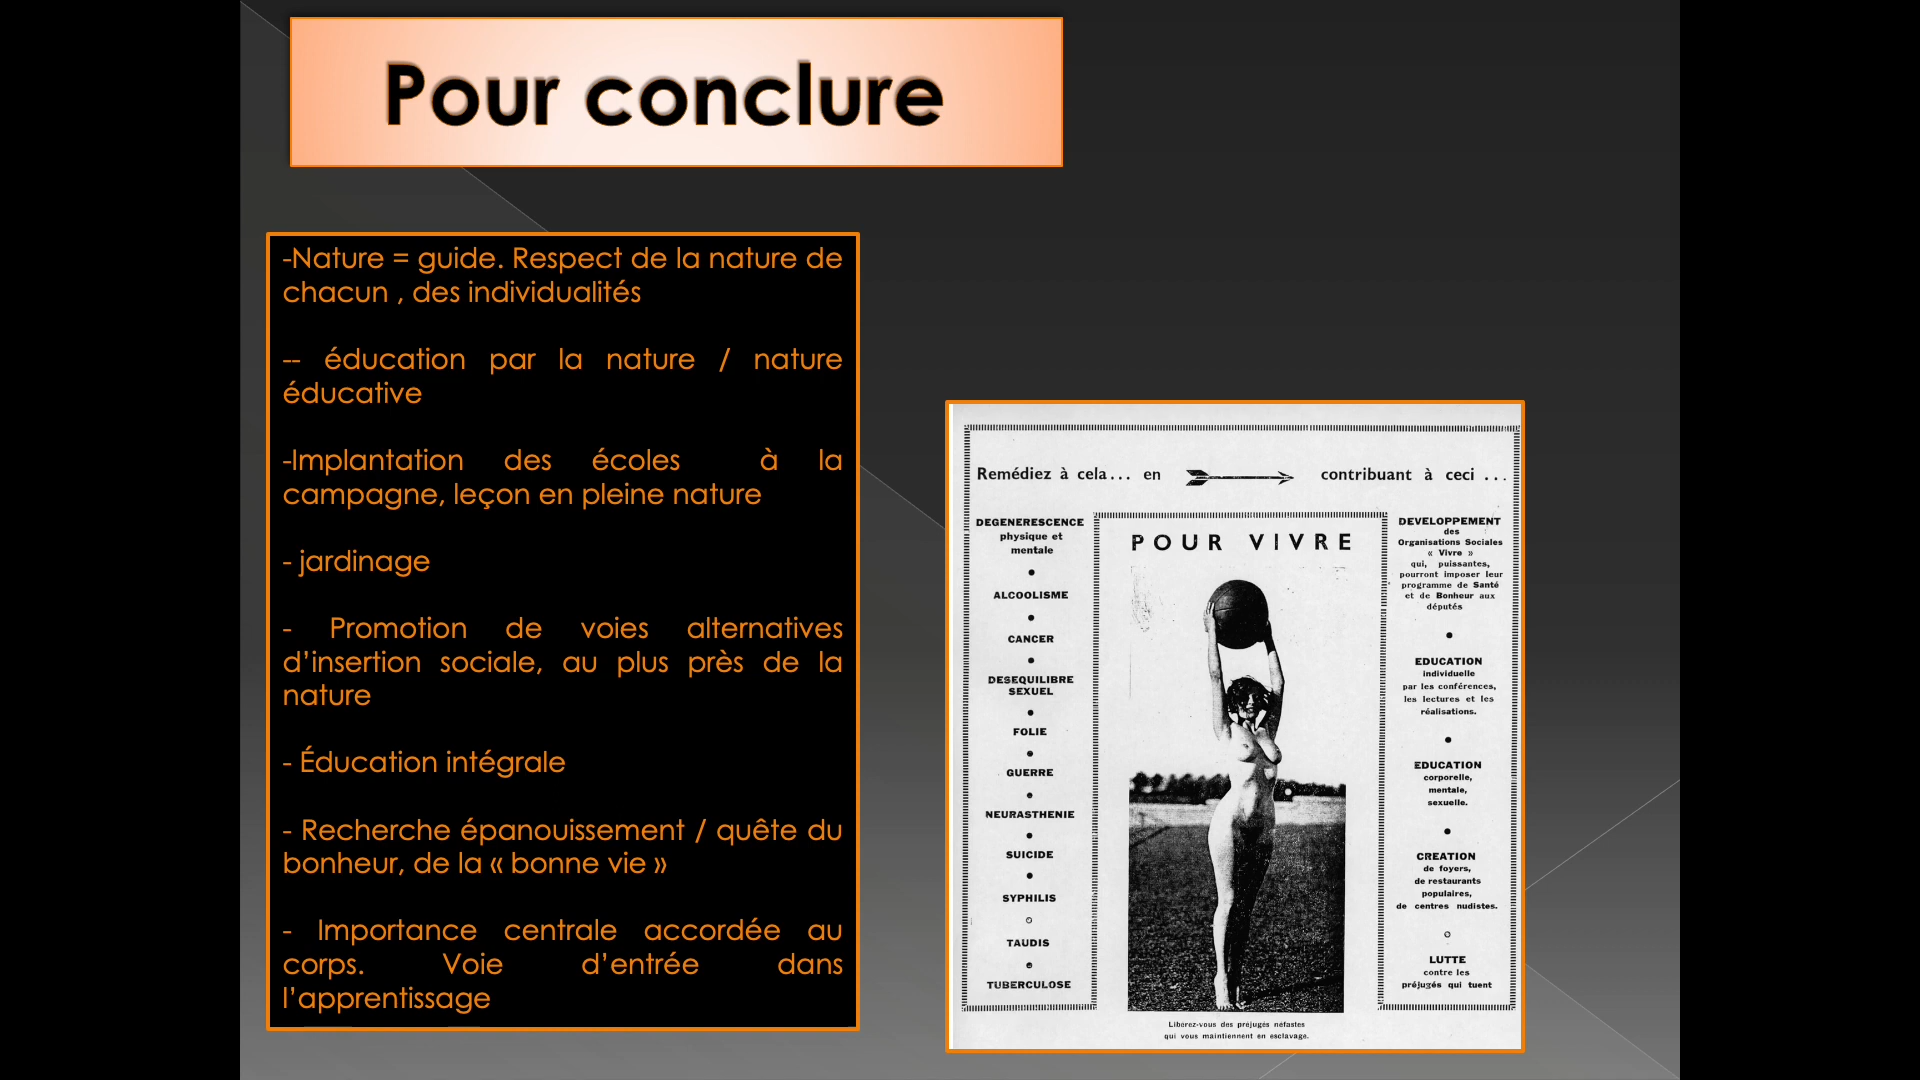 Pour conclure
-Nature = guide. Respect de la nature de
chacun , des individualités
-- éducation par la nature / nature
éducative
-Implantation des écoles à la
campagne, leçon en pleine nature
- jardinage
- Promotion de voies alternatives
d’insertion sociale, au plus près de la
nature
- Éducation intégrale
- Recherche épanouissement / quête du
bonheur, de la « bonne vie »
- Importance centrale accordée au
corps. Voie d’entrée dans
l’apprentissage
Remédiez à cela... en
contribuant à ceci ...
DEGENERESCENCE
physique et
mentale
ALCOOLISME
CANCER
DESEQUILIBRE
SEXUEL
FOLIE
GUERRE
NEURASTHENIE
SUICIDE
SYPHILIS
TAUDIS
TUBERCULOSE
POUR VIVRE
DEVELOPPEMENT
des
Organisations Sociales
« Vivre »
qui, puissantes,
pourront imposer leur
programme de Santé
et de Bonheur aux
députés
EDUCATION
individuelle
par les conférences,
les lectures et les
réalisations.
EDUCATION
corporelle,
mentale,
sexuelle.
CREATION
de foyers,
de restaurants
populaires,
de centres nudistes.
LUTTE
contre les
préjugés qui tuent
Libérez-vous des préjugés néfastes
qui vous maintiennent en esclavage.